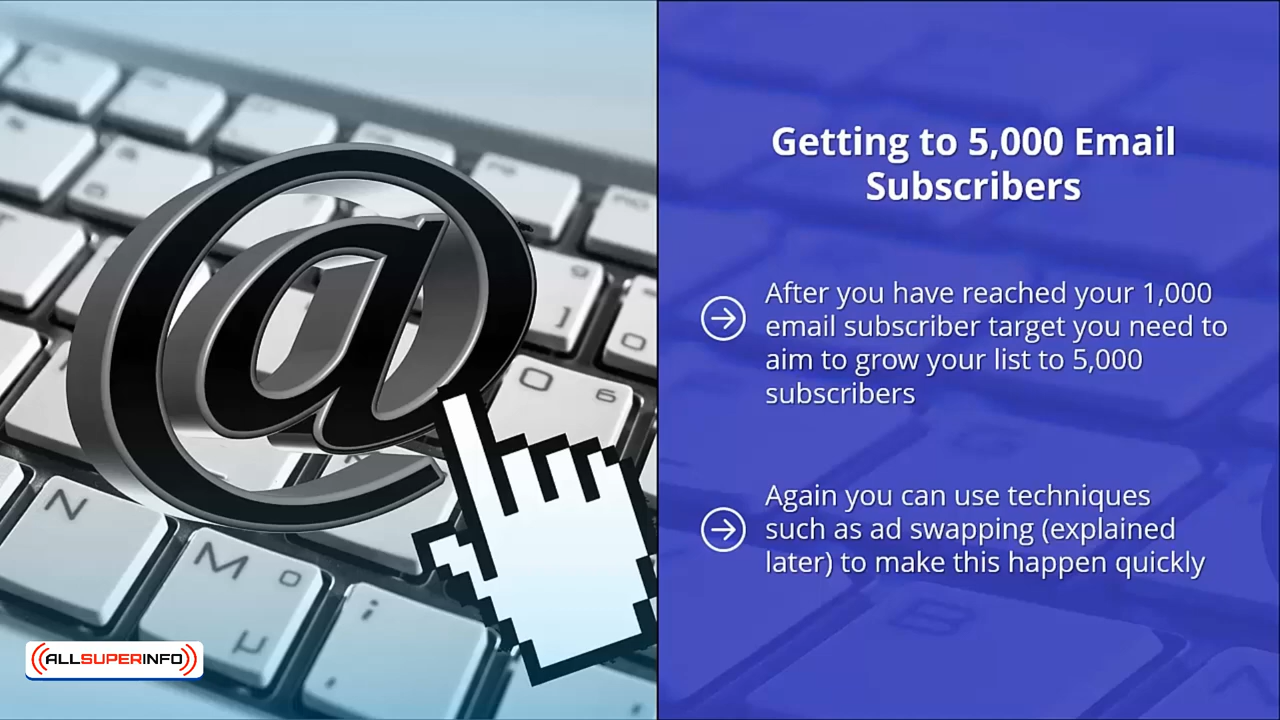 Getting to 5,000 Email
Subscribers
After you have reached your 1,000
email subscriber target you need to
aim to grow your list to 5,000
subscribers
Again you can use techniques
such as ad swapping (explained
later) to make this happen quickly
@
N
M
O
µ
i
O
6
9
]
O
ALLSUPERINFO